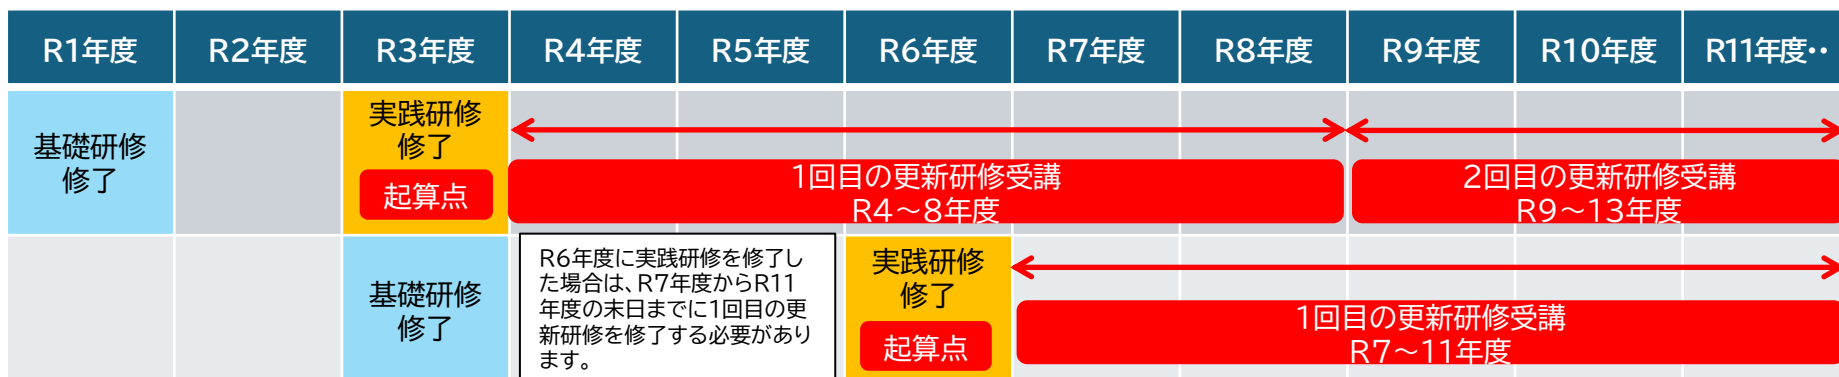 R1年度
R2年度
R3年度
R4年度
R5年度
R6年度
R7年度
R8年度
R9年度
R10年度
R11年度・・
基礎研修
修了
実践研修
修了
起算点
1回目の更新研修受講
R4～8年度
2回目の更新研修受講
R9～13年度
基礎研修
修了
R6年度に実践研修を修了し
た場合は、R7年度からR11
年度の末日までに1回目の更
新研修を修了する必要があり
ます。
実践研修
修了
起算点
1回目の更新研修受講
R7～11年度